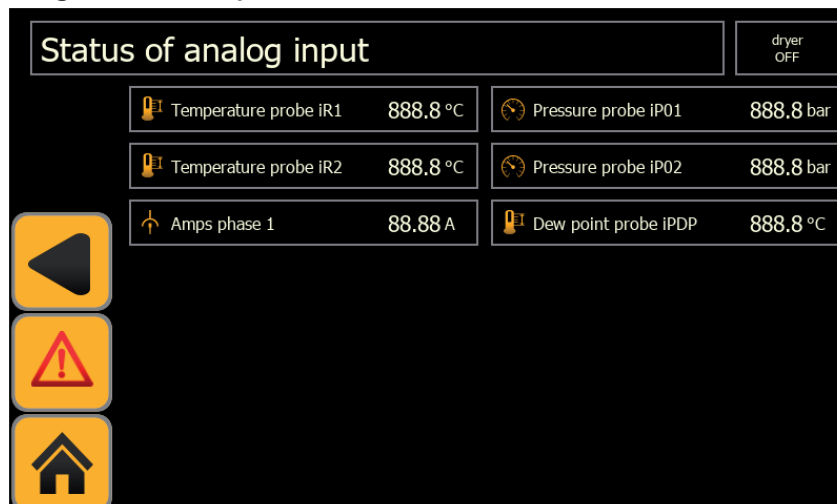 Status of analog input
dryer
OFF
Temperature probe iR1 888.8 °C
Pressure probe iP01 888.8 bar
Temperature probe iR2 888.8 °C
Pressure probe iP02 888.8 bar
Amps phase 1 88.88 A
Dew point probe iPDP 888.8 °C